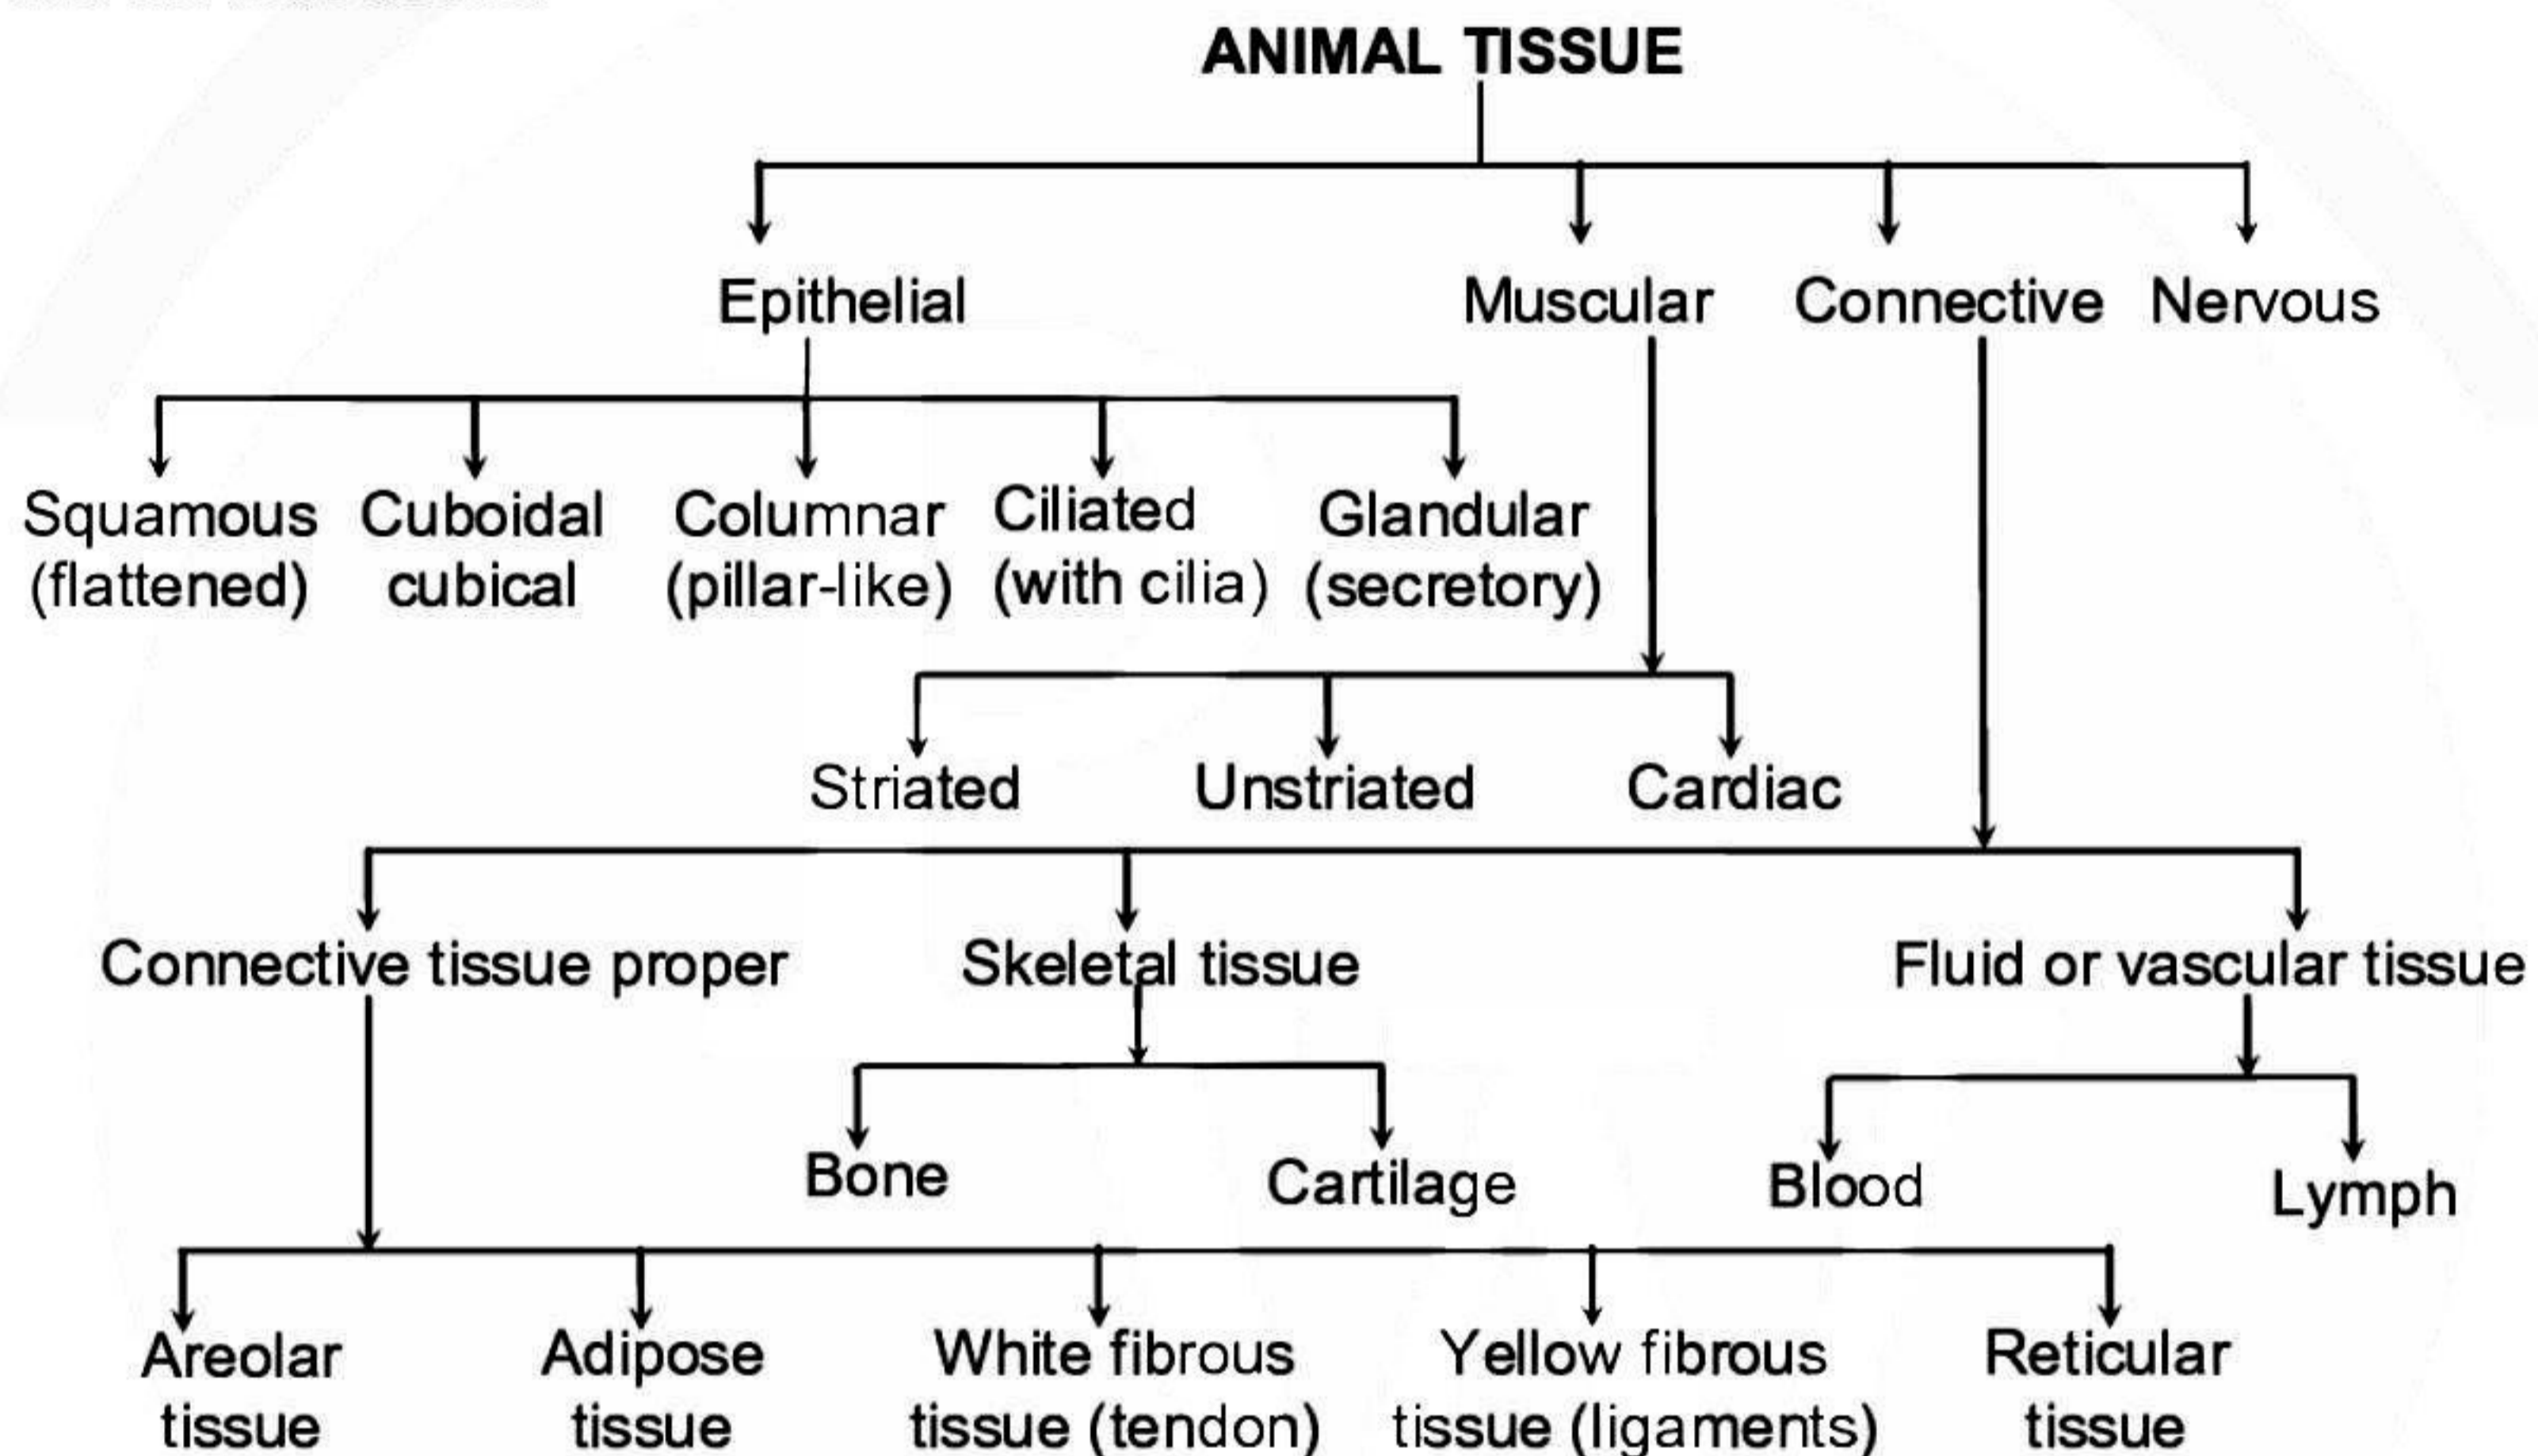 ANIMAL TISSUE
Epithelial Muscular Connective Nervous
Squamous Cuboidal Columnar Ciliated Glandular
(flattened) cubical (pillar-like) (with cilia) (secretory)
Striated Unstriated Cardiac
Connective tissue proper Skeletal tissue Fluid or vascular tissue
Bone Cartilage Blood Lymph
Areolar Adipose White fibrous Yellow fibrous Reticular
tissue tissue tissue (tendon) tissue (ligaments) tissue